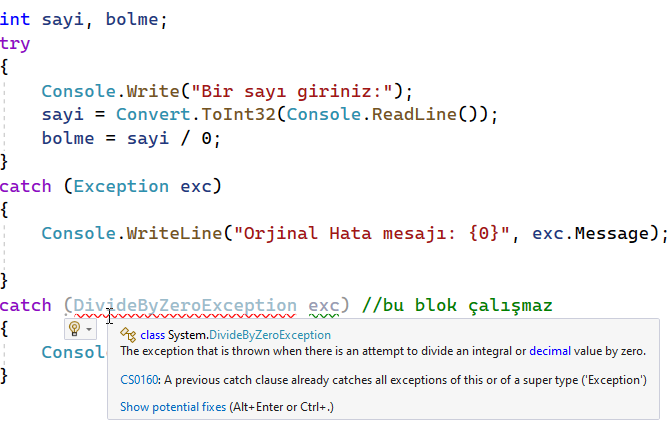 int sayi, bolme;
try
{
Console.Write("Bir sayı giriniz:");
sayi = Convert.ToInt32(Console.ReadLine());
bolme = sayi / 0;
}
catch (Exception exc)
{
Console.WriteLine("Orjinal Hata mesajı: {0}", exc.Message);
}
catch (DivideByZeroException exc) //bu blok çalışmaz
{
class System.DivideByZeroException
The exception that is thrown when there is an attempt to divide an integral or decimal value by zero.
Consol
CS0160: A previous catch clause already catches all exceptions of this or of a super type ('Exception')
}
Show potential fixes (Alt+Enter or Ctrl+.)